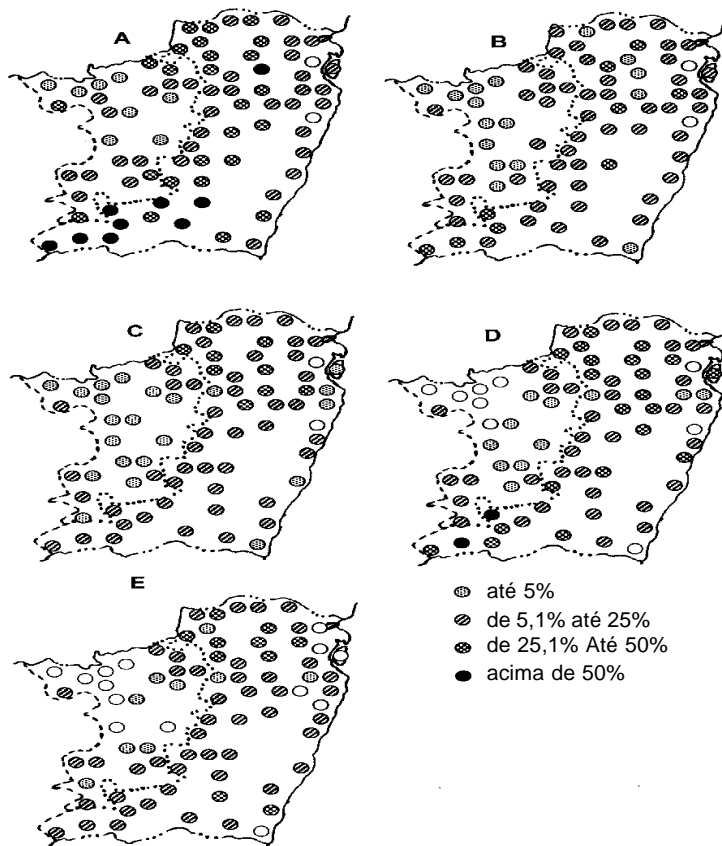 A
B
C
D
E
até 5%
de 5,1% até 25%
de 25,1% Até 50%
acima de 50%